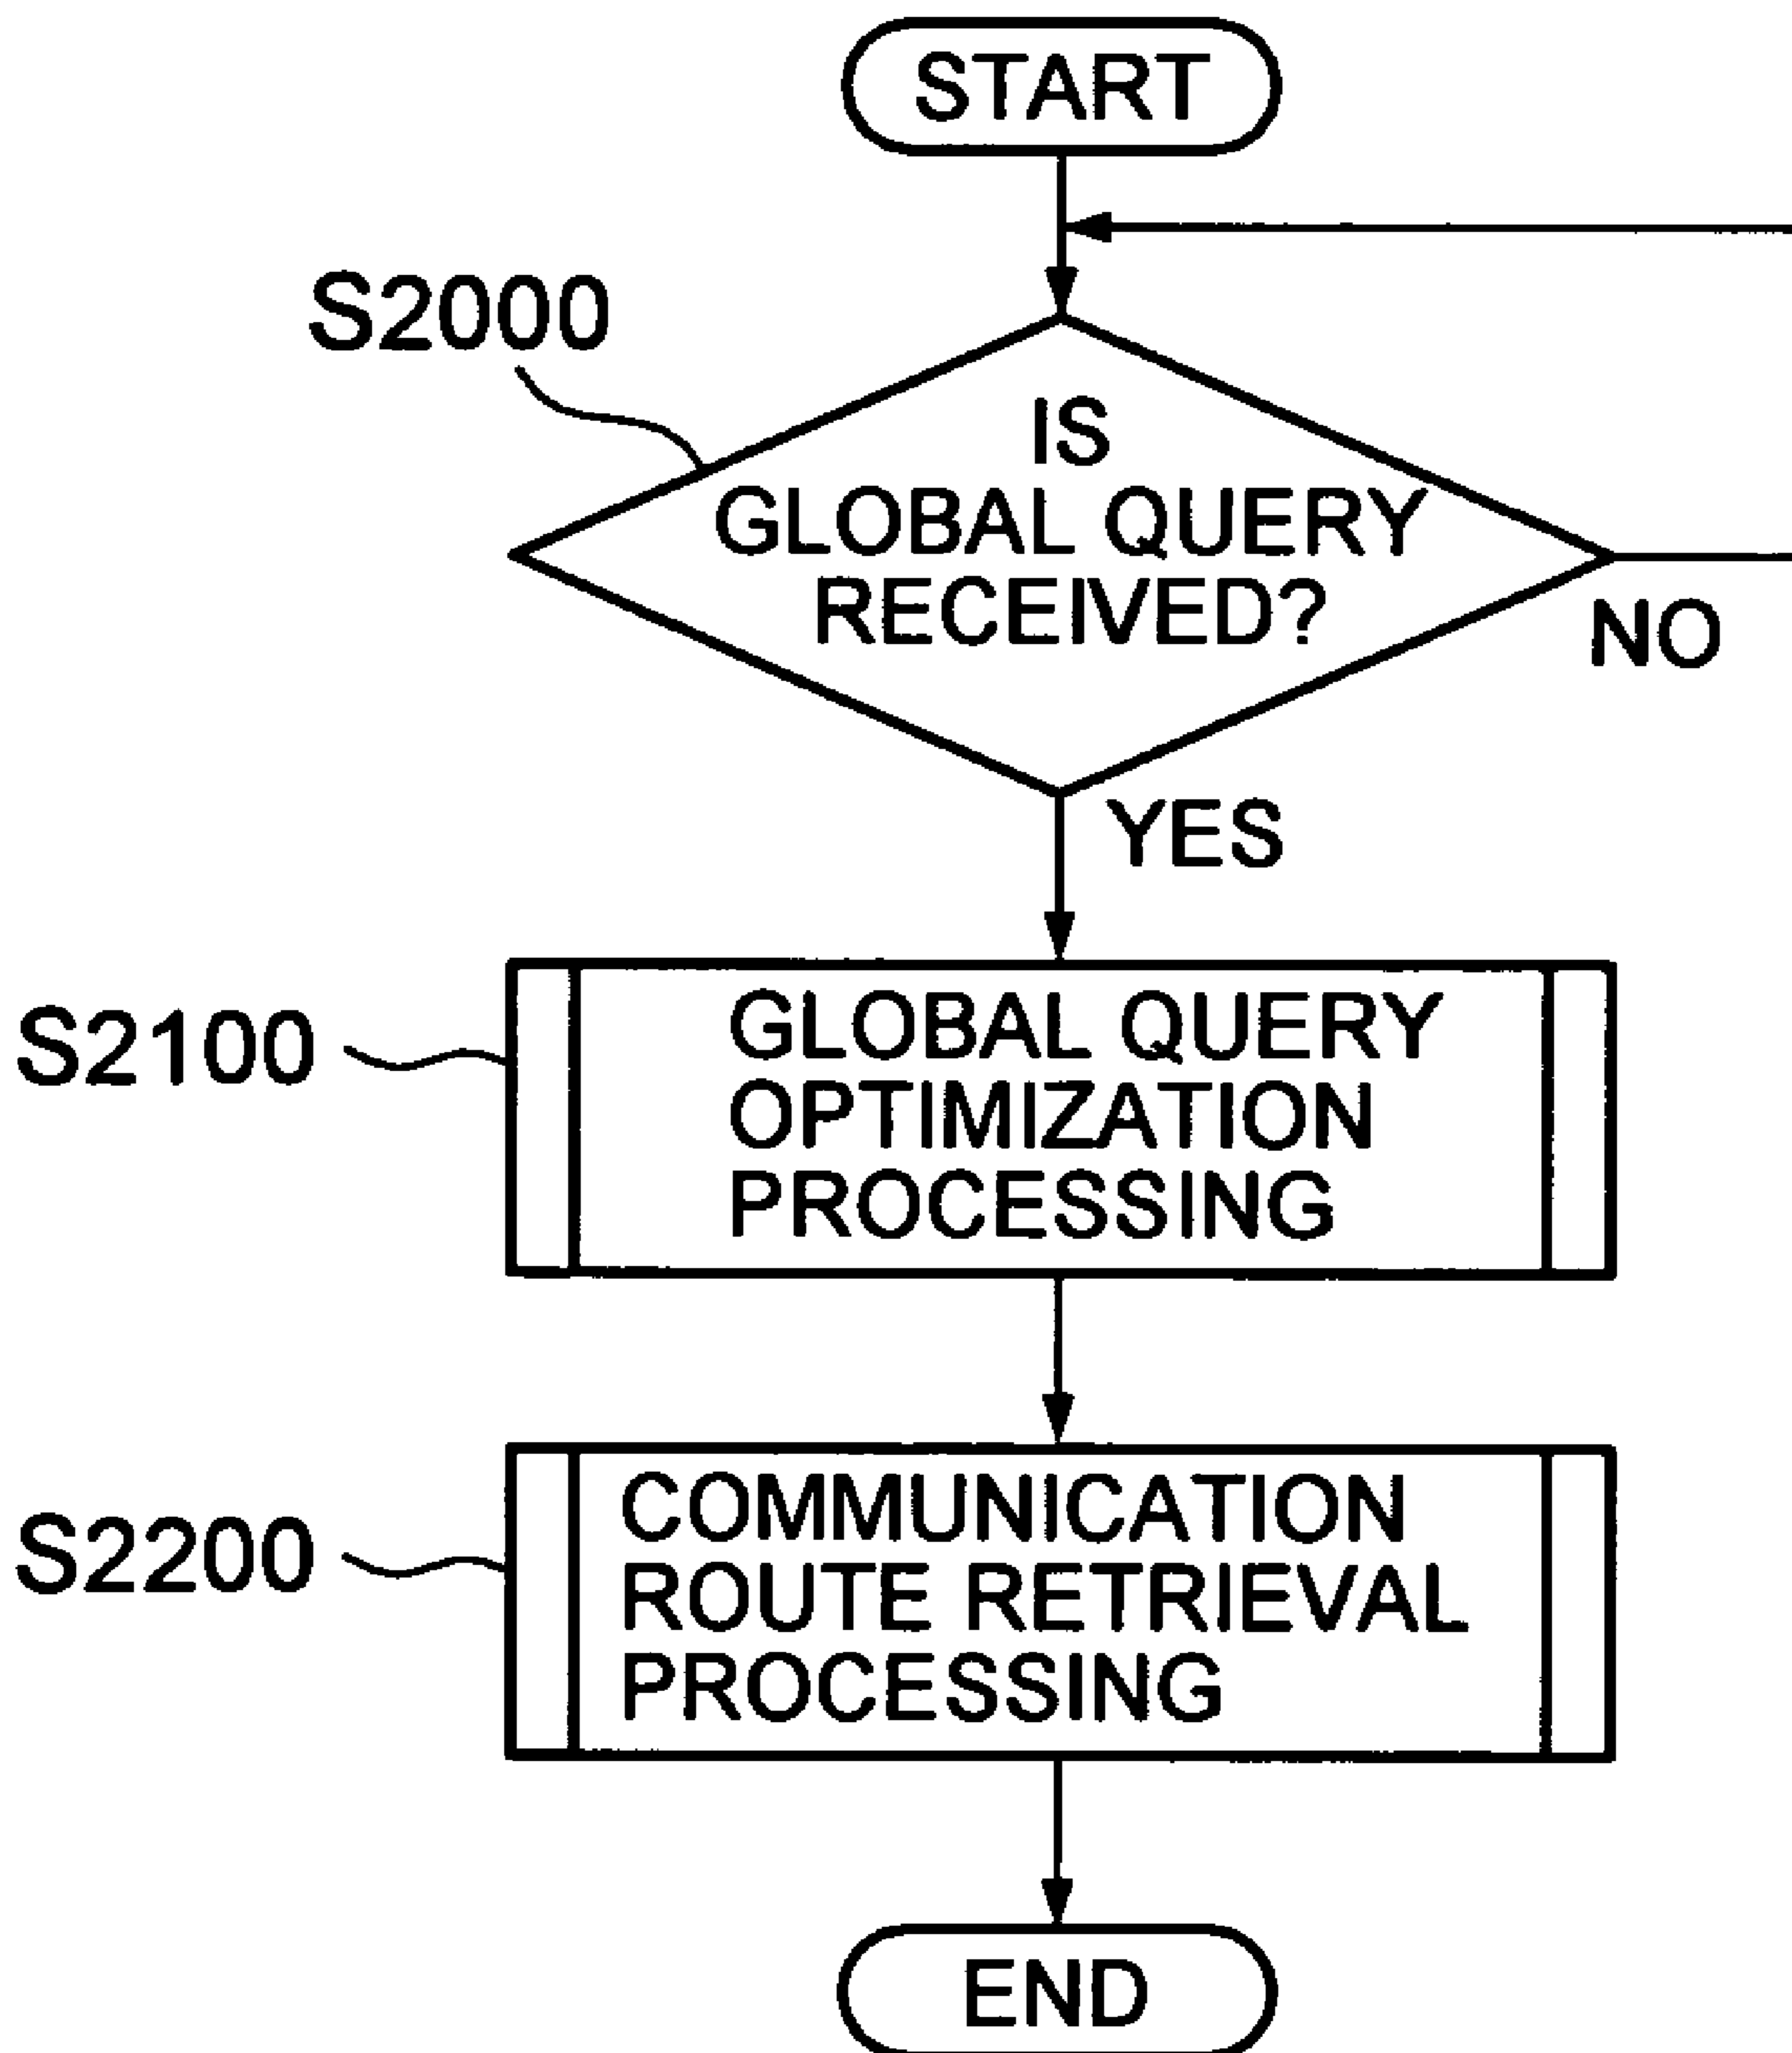 START
S2000
IS
GLOBAL QUERY
RECEIVED?
NO
YES
S2100
GLOBAL QUERY
OPTIMIZATION
PROCESSING
S2200
COMMUNICATION
ROUTE RETRIEVAL
PROCESSING
END